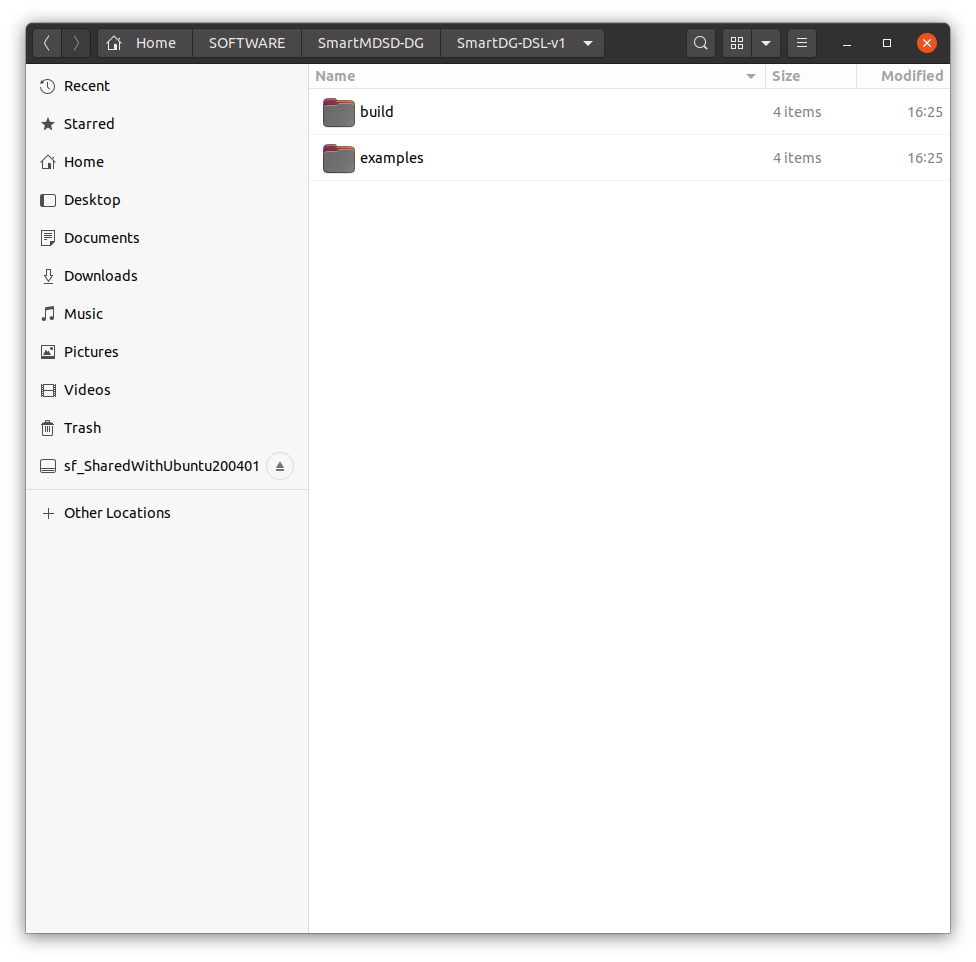 Home SOFTWARE SmartMDSD-DG SmartDG-DSL-v1
Recent
Starred
Home
Desktop
Documents
Downloads
Music
Pictures
Videos
Trash
sf_SharedWithUbuntu200401
Other Locations
Name Size Modified
build 4 items 16:25
examples 4 items 16:25